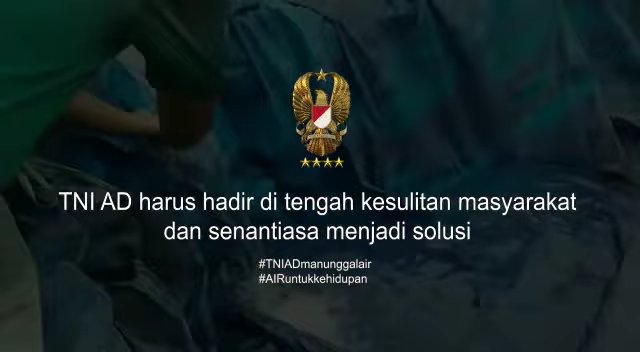 TNI AD harus hadir di tengah kesulitan masyarakat
dan senantiasa menjadi solusi
#TNIADmanunggalair
#AIRuntukkehidupan